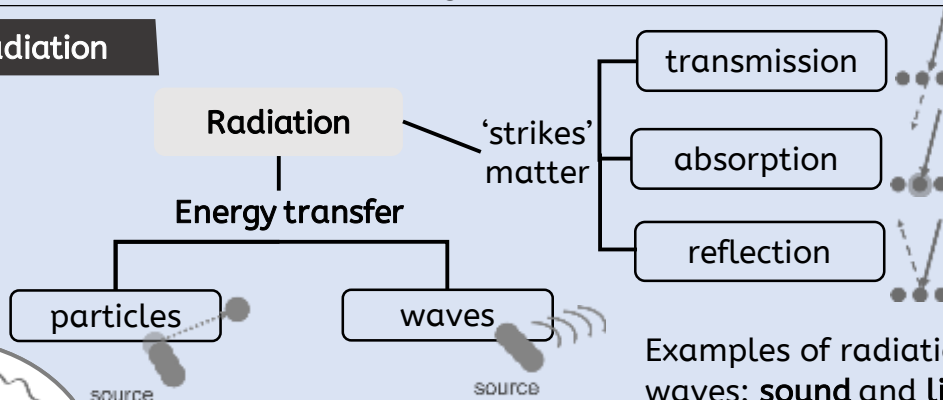 adiation
Radiation
'strikes'
matter
transmission
absorption
reflection
Energy transfer
particles
waves
source
source
Examples of radiati
waves: sound and li